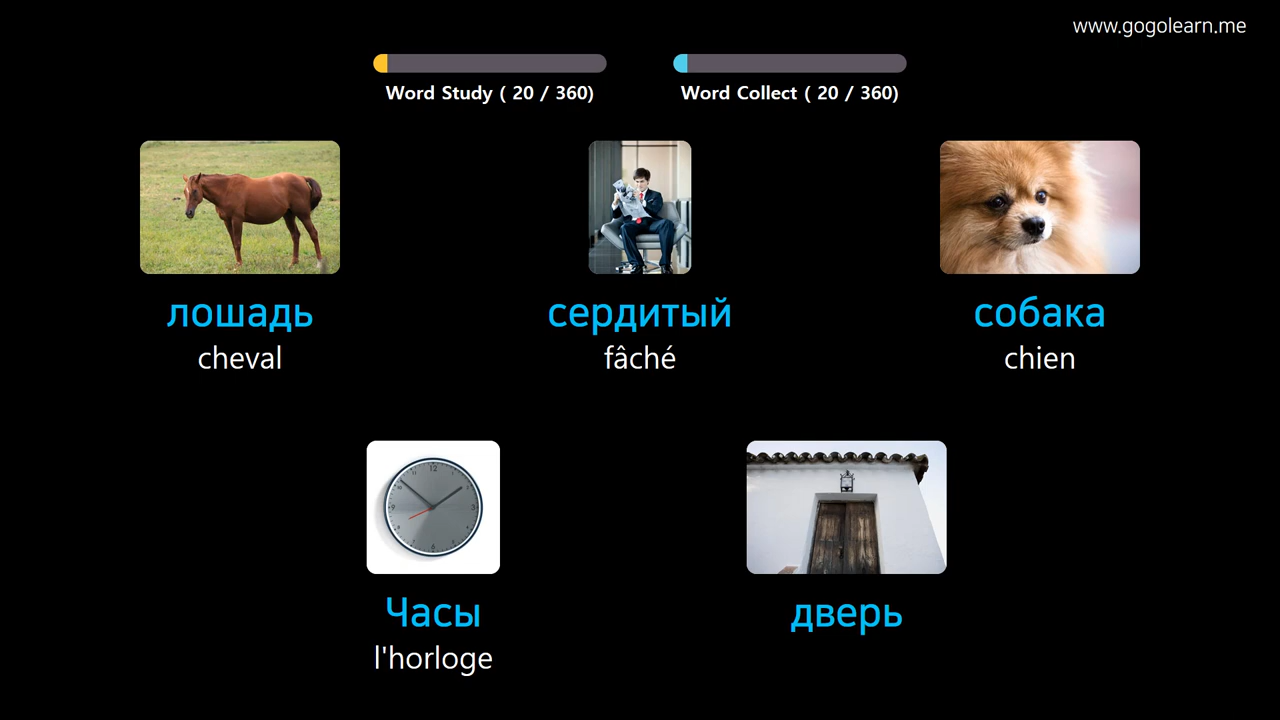 www.gogolearn.me
Word Study ( 20 / 360)
Word Collect ( 20 / 360)
лошадь
cheval
сердитый
fâché
собака
chien
Часы
l'horloge
дверь